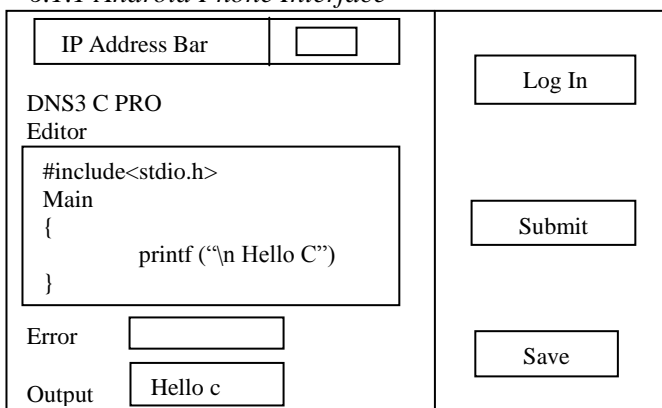 3.1.1 Android Phone Interface
IP Address Bar
DNS3 C PRO
Editor
#include<stdio.h>
Main
{
printf (“\n Hello C”)
}
Error
Output
Hello c
Log In
Submit
Save